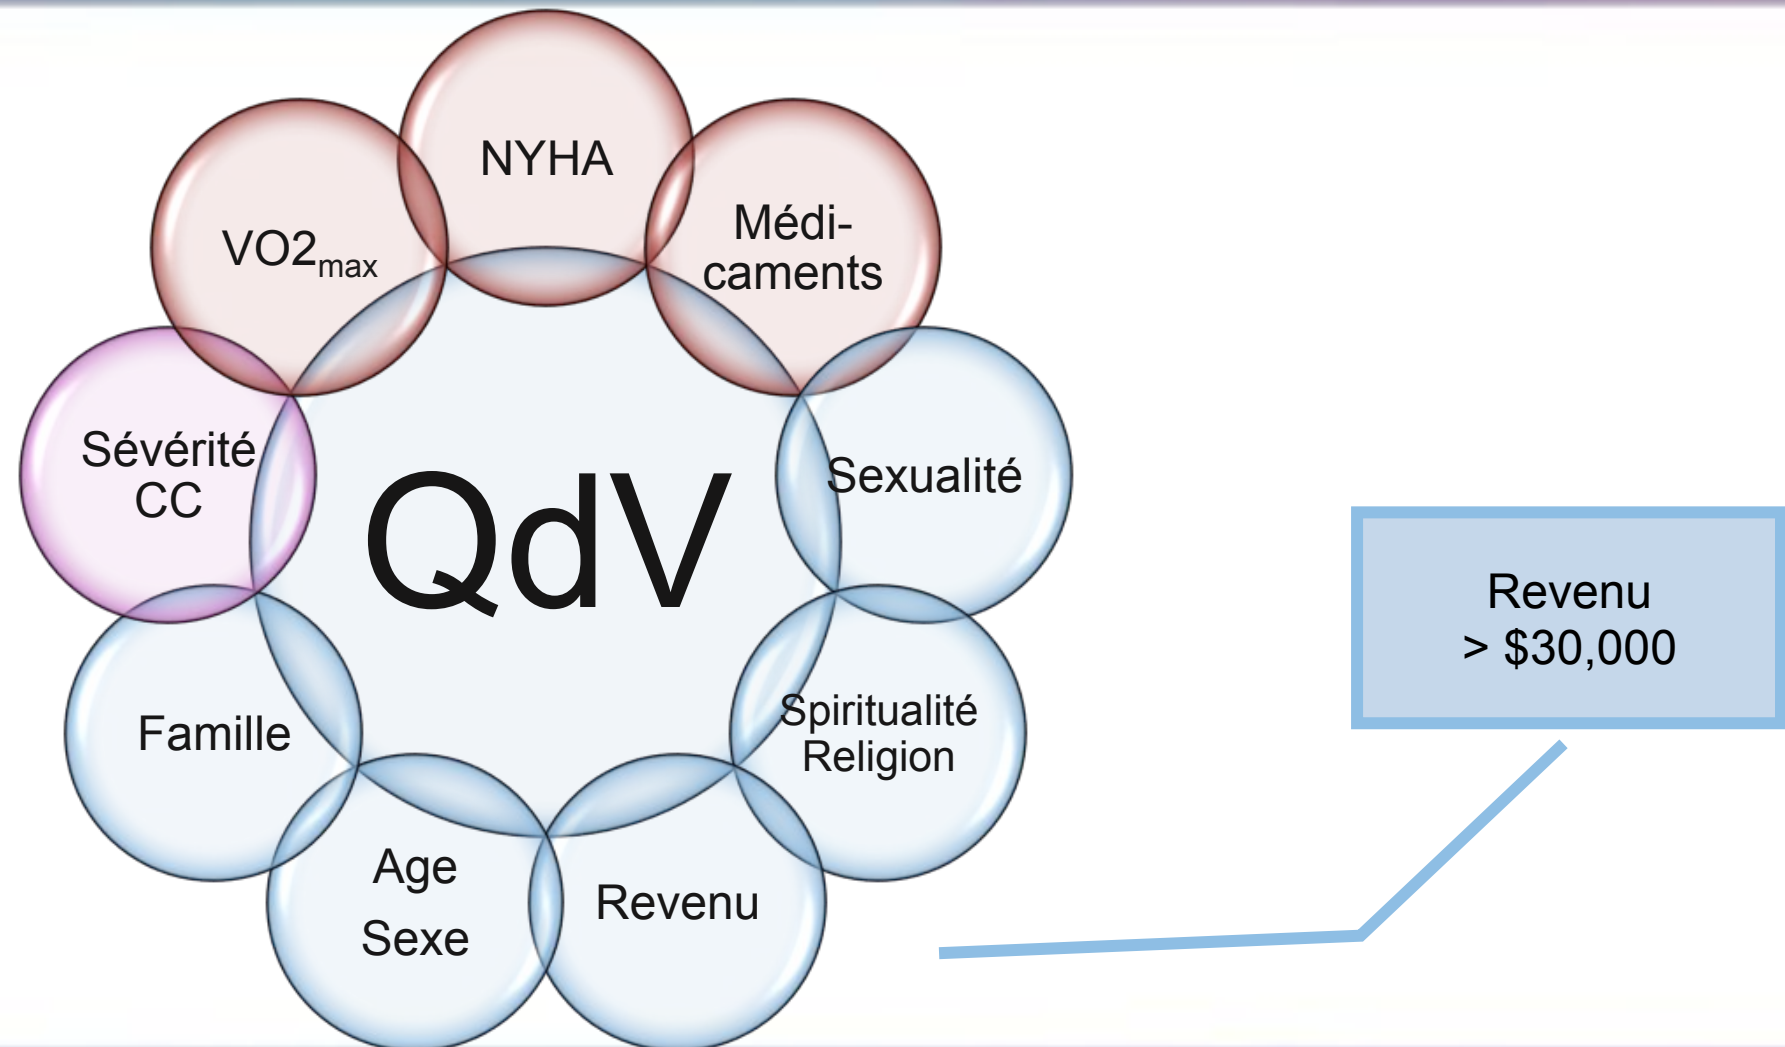 NYHA
Médi-
caments
VO2max
Sévérité
CC
QdV
Sexualité
Famille
Spiritualité
Religion
Age
Sexe
Revenu
Revenu
> $30,000